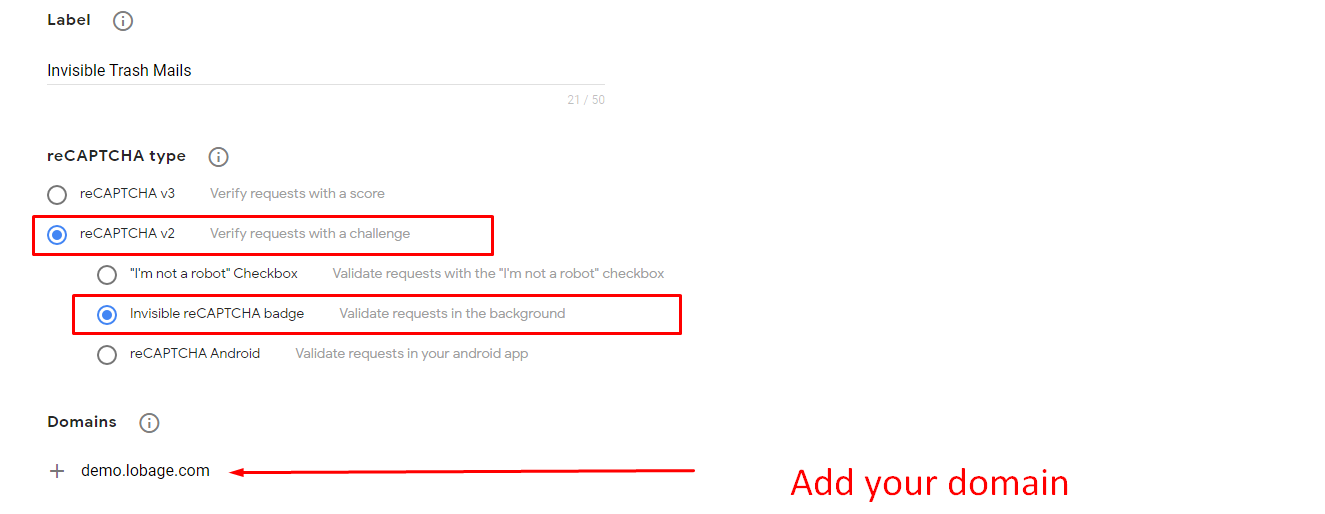 Label
Invisible Trash Mails
21 / 50
reCAPTCHA type
reCAPTCHA v3 Verify requests with a score
reCAPTCHA v2 Verify requests with a challenge
"I'm not a robot" Checkbox Validate requests with the "I'm not a robot" checkbox
Invisible reCAPTCHA badge Validate requests in the background
reCAPTCHA Android Validate requests in your android app
Domains
demo.lobage.com
Add your domain